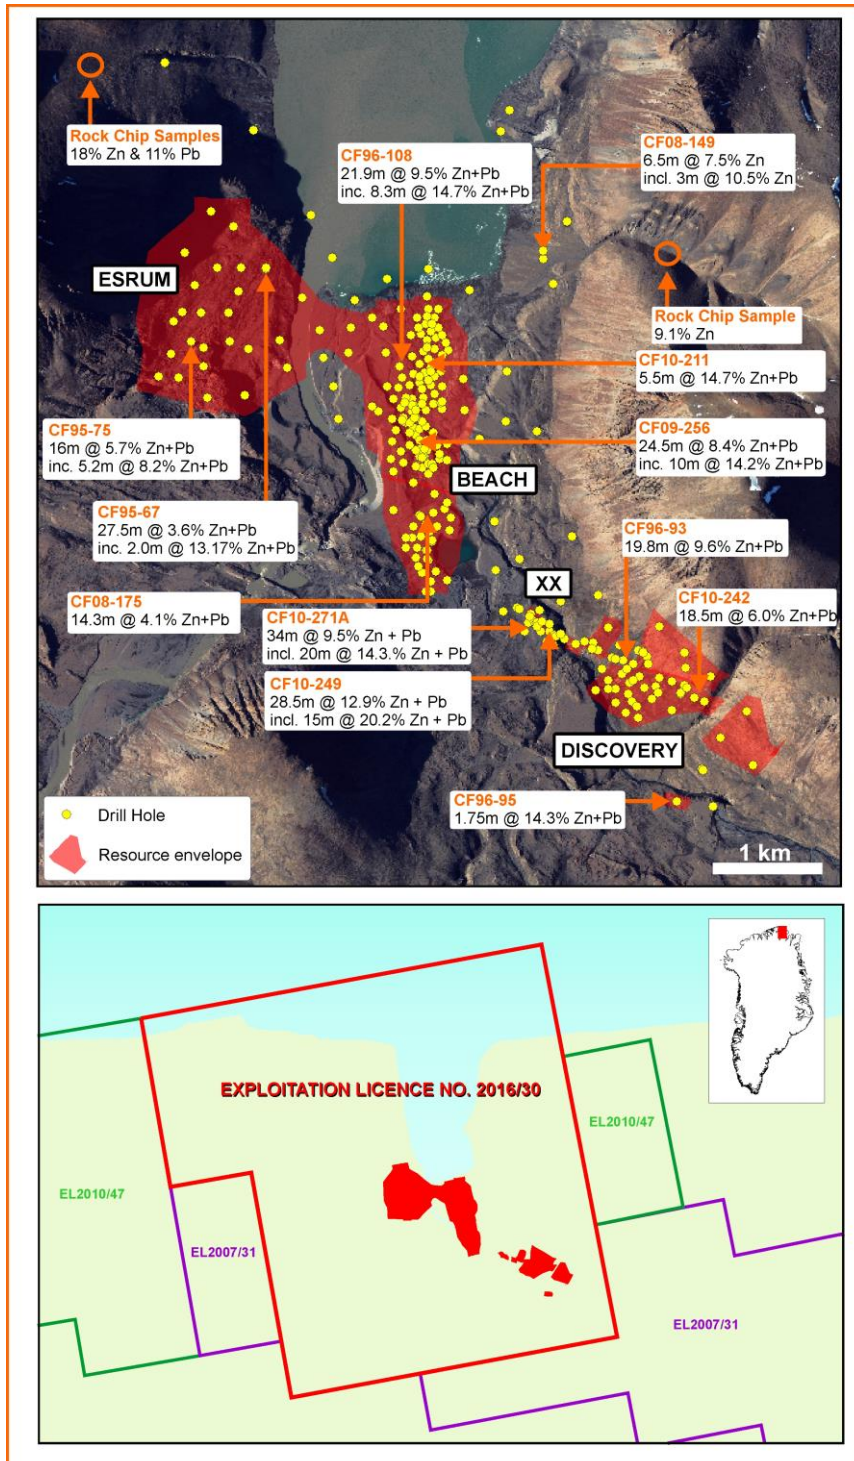 Rock Chip Samples
18% Zn & 11% Pb
CF96-108
21.9m @ 9.5% Zn+Pb
inc. 8.3m @ 14.7% Zn+Pb
CF08-149
6.5m @ 7.5% Zn
incl. 3m @ 10.5% Zn
ESRUM
Rock Chip Sample
9.1% Zn
CF10-211
5.5m @ 14.7% Zn+Pb
CF95-75
16m @ 5.7% Zn+Pb
inc. 5.2m @ 8.2% Zn+Pb
CF09-256
24.5m @ 8.4% Zn+Pb
inc. 10m @ 14.2% Zn+Pb
BEACH
CF95-67
27.5m @ 3.6% Zn+Pb
inc. 2.0m @ 13.17% Zn+Pb
CF96-93
19.8m @ 9.6% Zn+Pb
XX
CF08-175
14.3m @ 4.1% Zn+Pb
CF10-242
18.5m @ 6.0% Zn+Pb
CF10-271A
34m @ 9.5% Zn + Pb
incl. 20m @ 14.3.% Zn + Pb
CF10-249
28.5m @ 12.9% Zn + Pb
incl. 15m @ 20.2% Zn + Pb
DISCOVERY
CF96-95
1.75m @ 14.3% Zn+Pb
Drill Hole
Resource envelope
1 km
EXPLOITATION LICENCE NO. 2016/30
EL2010/47
EL2010/47
EL2007/31
EL2007/31